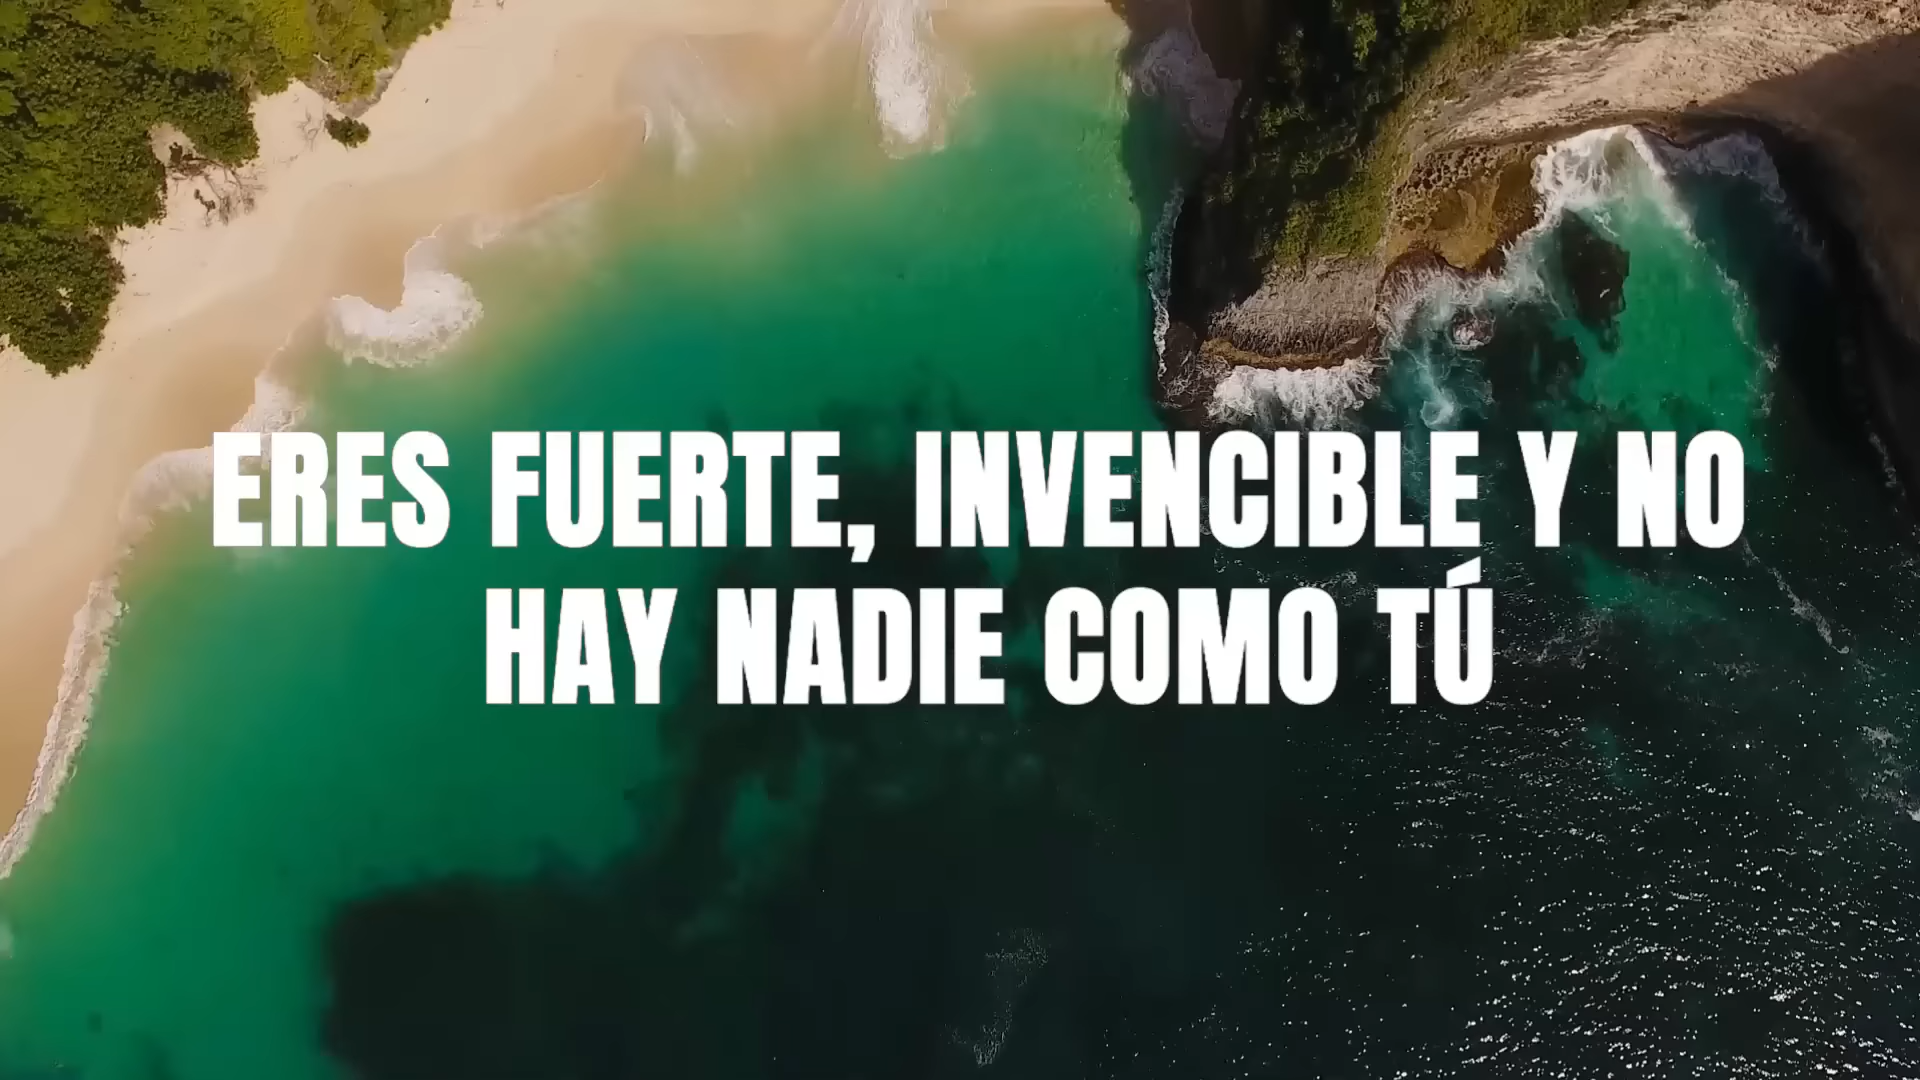 ERES FUERTE, INVENCIBLE Y NO
HAY NADIE COMO TÚ